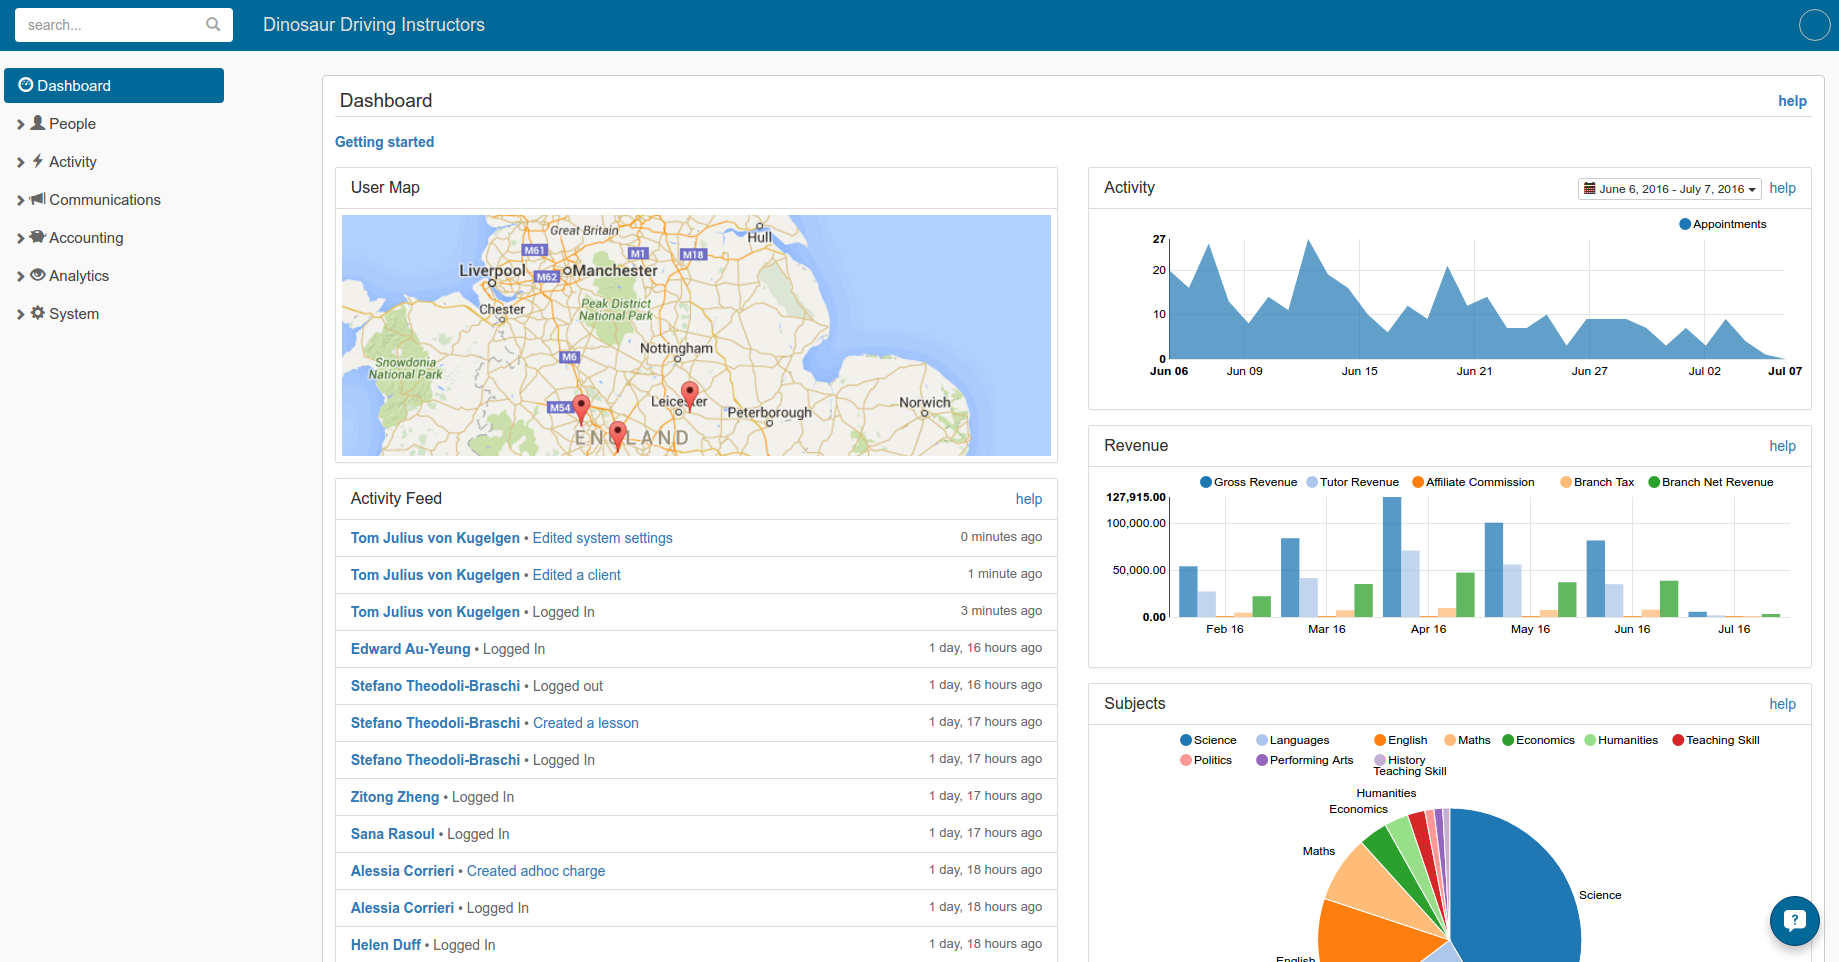 search...
Dinosaur Driving Instructors
Dashboard
People
Activity
Communications
Accounting
Analytics
System
Dashboard
help
Getting started
User Map
Great Britain
Hull
M61
M1
M18
Liverpool
M62
Manchester
Chester
Peak District
National Park
Nottingham
M6
Snowdonia
National Park
M54
Leicester
Peterborough
Norwich
ENGLAND
Activity Feed
help
Tom Julius von Kugelgen • Edited system settings
0 minutes ago
Tom Julius von Kugelgen • Edited a client
1 minute ago
Tom Julius von Kugelgen • Logged In
3 minutes ago
Edward Au-Yeung • Logged In
1 day, 16 hours ago
Stefano Theodoli-Braschi • Logged out
1 day, 16 hours ago
Stefano Theodoli-Braschi • Created a lesson
1 day, 17 hours ago
Stefano Theodoli-Braschi • Logged In
1 day, 17 hours ago
Zitong Zheng • Logged In
1 day, 17 hours ago
Sana Rasoul • Logged In
1 day, 17 hours ago
Alessia Corrieri • Created adhoc charge
1 day, 18 hours ago
Alessia Corrieri • Logged In
1 day, 18 hours ago
Helen Duff • Logged In
1 day, 18 hours ago
Activity
June 6, 2016 - July 7, 2016
help
Appointments
27
20
10
0
Jun 06
Jun 09
Jun 15
Jun 21
Jun 27
Jul 02
Jul 07
Revenue
help
Gross Revenue
Tutor Revenue
Affiliate Commission
Branch Tax
Branch Net Revenue
127,915.00
100,000.00
50,000.00
0.00
Feb 16
Mar 16
Apr 16
May 16
Jun 16
Jul 16
Subjects
help
Science
Languages
English
Maths
Economics
Humanities
Teaching Skill
Politics
Performing Arts
History
Teaching Skill
Humanities
Economics
Maths
Science
English